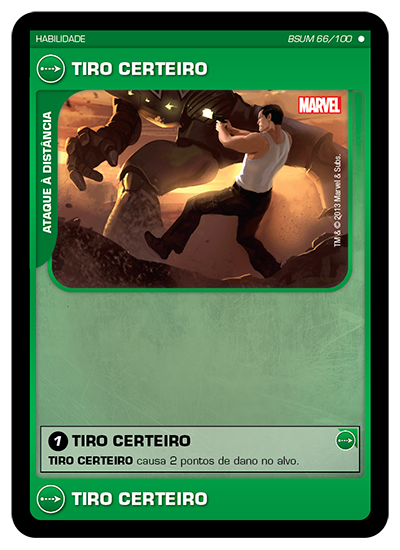 HABILIDADE
BSUM 66/100
TIRO CERTEIRO
ATAQUE À DISTÂNCIA
MARVEL
TM & © 2013 Marvel & Subs.
1 TIRO CERTEIRO
TIRO CERTEIRO causa 2 pontos de dano no alvo.
TIRO CERTEIRO